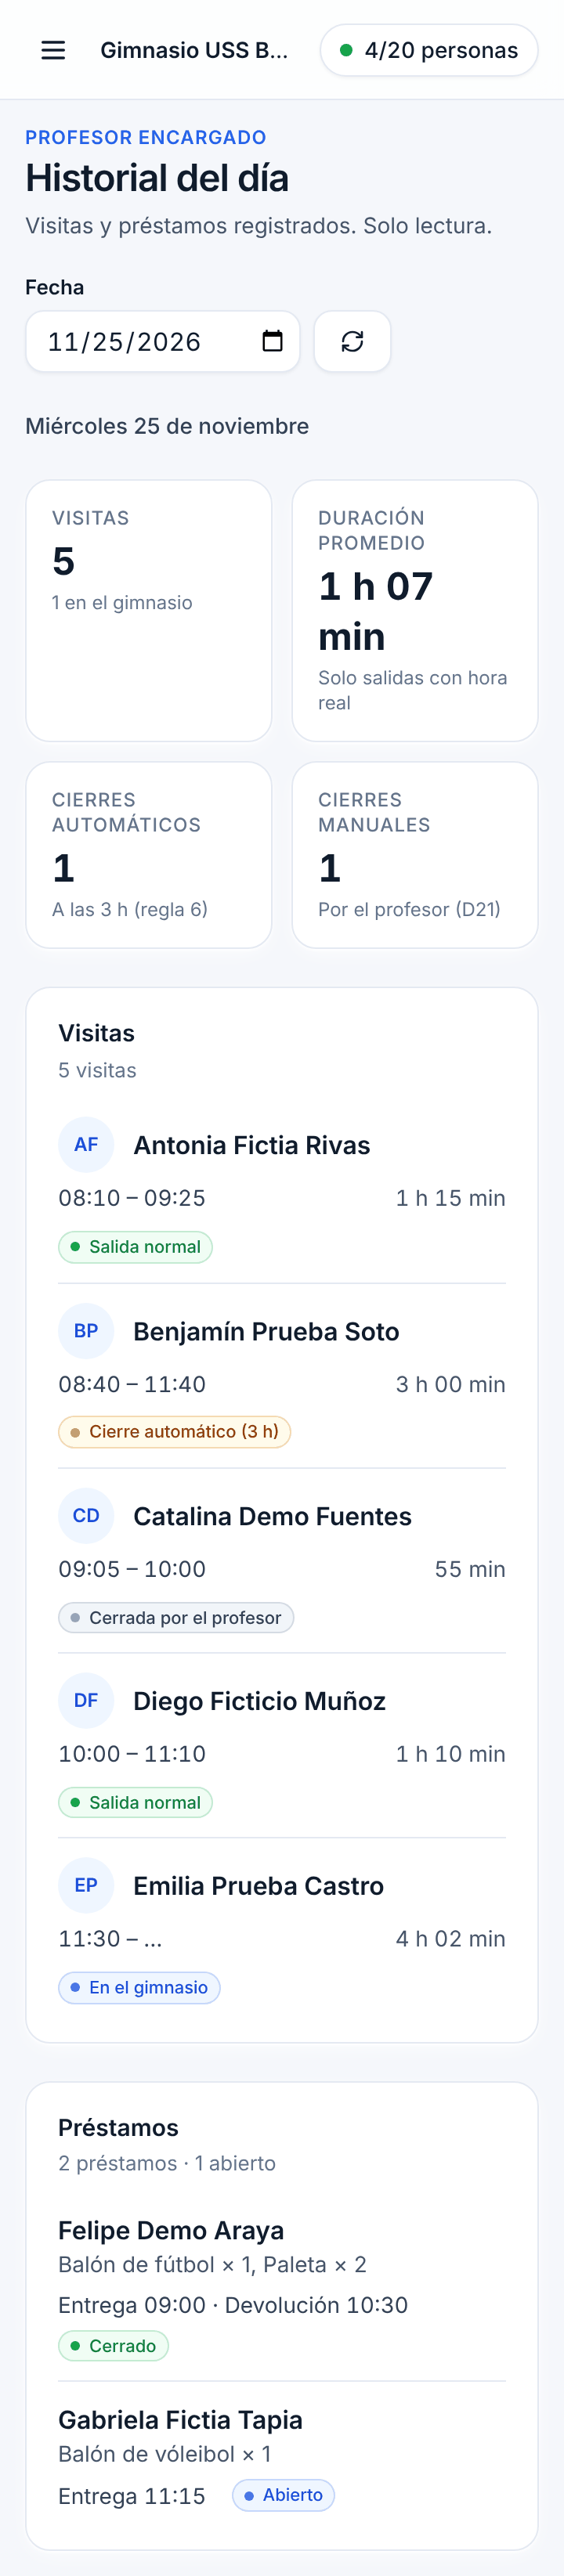 Gimnasio USS B...
4/20 personas
PROFESOR ENCARGADO
Historial del día
Visitas y préstamos registrados. Solo lectura.
Fecha
11/25/2026
Miércoles 25 de noviembre
VISITAS
5
1 en el gimnasio
DURACIÓN
PROMEDIO
1 h 07
min
Solo salidas con hora
real
CIERRES
AUTOMÁTICOS
1
A las 3 h (regla 6)
CIERRES
MANUALES
1
Por el profesor (D21)
Visitas
5 visitas
AF Antonia Fictia Rivas
08:10 – 09:25 1 h 15 min
Salida normal
BP Benjamín Prueba Soto
08:40 – 11:40 3 h 00 min
Cierre automático (3 h)
CD Catalina Demo Fuentes
09:05 – 10:00 55 min
Cerrada por el profesor
DF Diego Ficticio Muñoz
10:00 – 11:10 1 h 10 min
Salida normal
EP Emilia Prueba Castro
11:30 – ... 4 h 02 min
En el gimnasio
Préstamos
2 préstamos · 1 abierto
Felipe Demo Araya
Balón de fútbol × 1, Paleta × 2
Entrega 09:00 · Devolución 10:30
Cerrado
Gabriela Fictia Tapia
Balón de vóleibol × 1
Entrega 11:15 Abierto